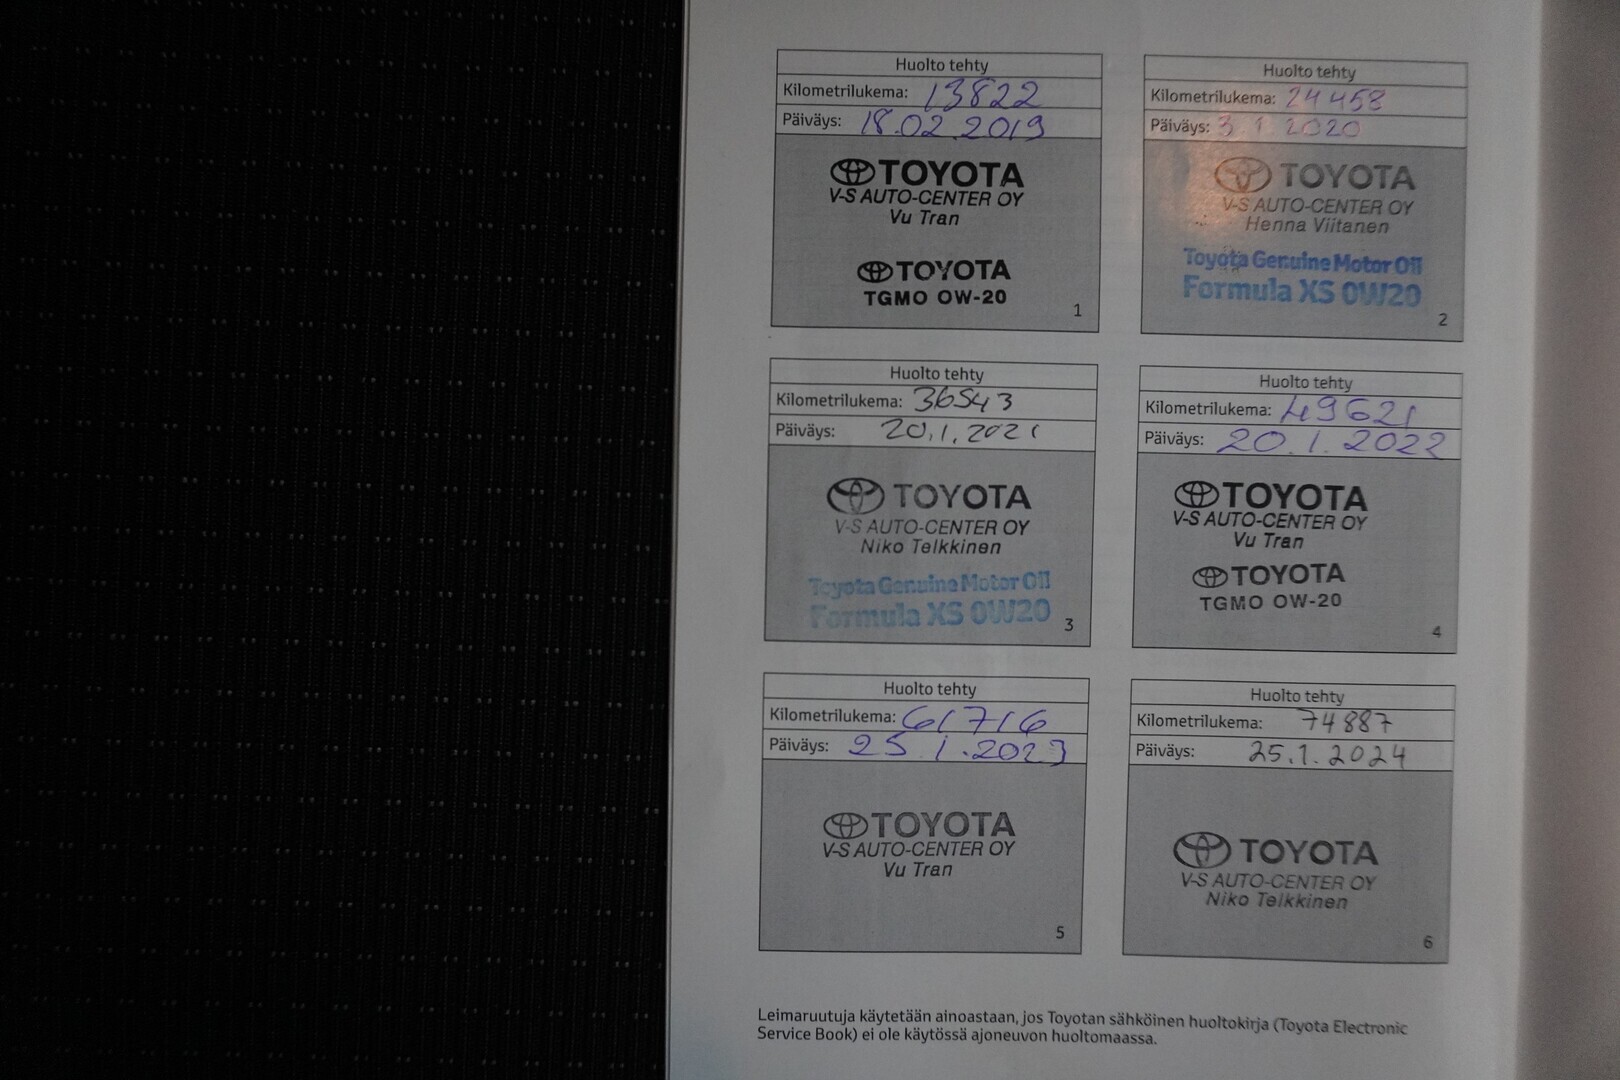 Huolto tehty
Kilometrilukema: 13822
Päiväys: 18.02.2019
TOYOTA
V-S AUTO-CENTER OY
Vu Tran
TOYOTA
TGMO 0W-20
1
Huolto tehty
Kilometrilukema: 24458
Päiväys: 3.1.2020
TOYOTA
V-S AUTO-CENTER OY
Henna Viitanen
Toyota Genuine Motor Oil
Formula XS 0W20
2
Huolto tehty
Kilometrilukema: 36543
Päiväys: 20.1.2021
TOYOTA
V-S AUTO-CENTER OY
Niko Telkkinen
Toyota Genuine Motor Oil
Formula XS 0W20
3
Huolto tehty
Kilometrilukema: 49621
Päiväys: 20.1.2022
TOYOTA
V-S AUTO-CENTER OY
Vu Tran
TOYOTA
TGMO 0W-20
4
Huolto tehty
Kilometrilukema: 61716
Päiväys: 25.1.2023
TOYOTA
V-S AUTO-CENTER OY
Vu Tran
5
Huolto tehty
Kilometrilukema: 74887
Päiväys: 25.1.2024
TOYOTA
V-S AUTO-CENTER OY
Niko Telkkinen
6
Leimaruutuja käytetään ainoastaan, jos Toyotan sähköinen huoltokirja (Toyota Electronic
Service Book) ei ole käytössä ajoneuvon huoltomaassa.